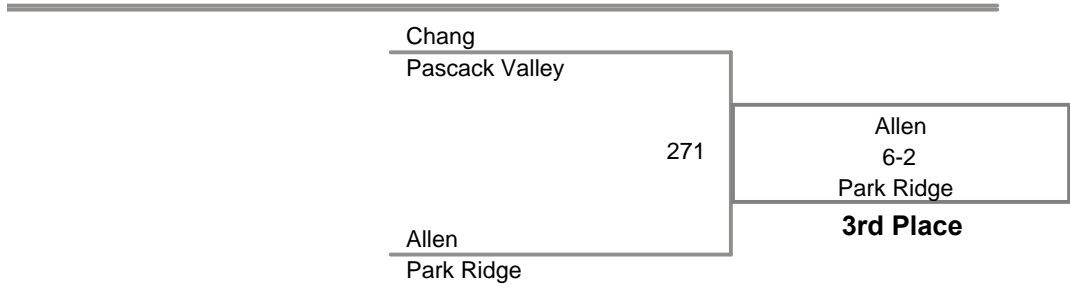 Chang
Pascack Valley
271
Allen
6-2
Park Ridge
3rd Place
Allen
Park Ridge